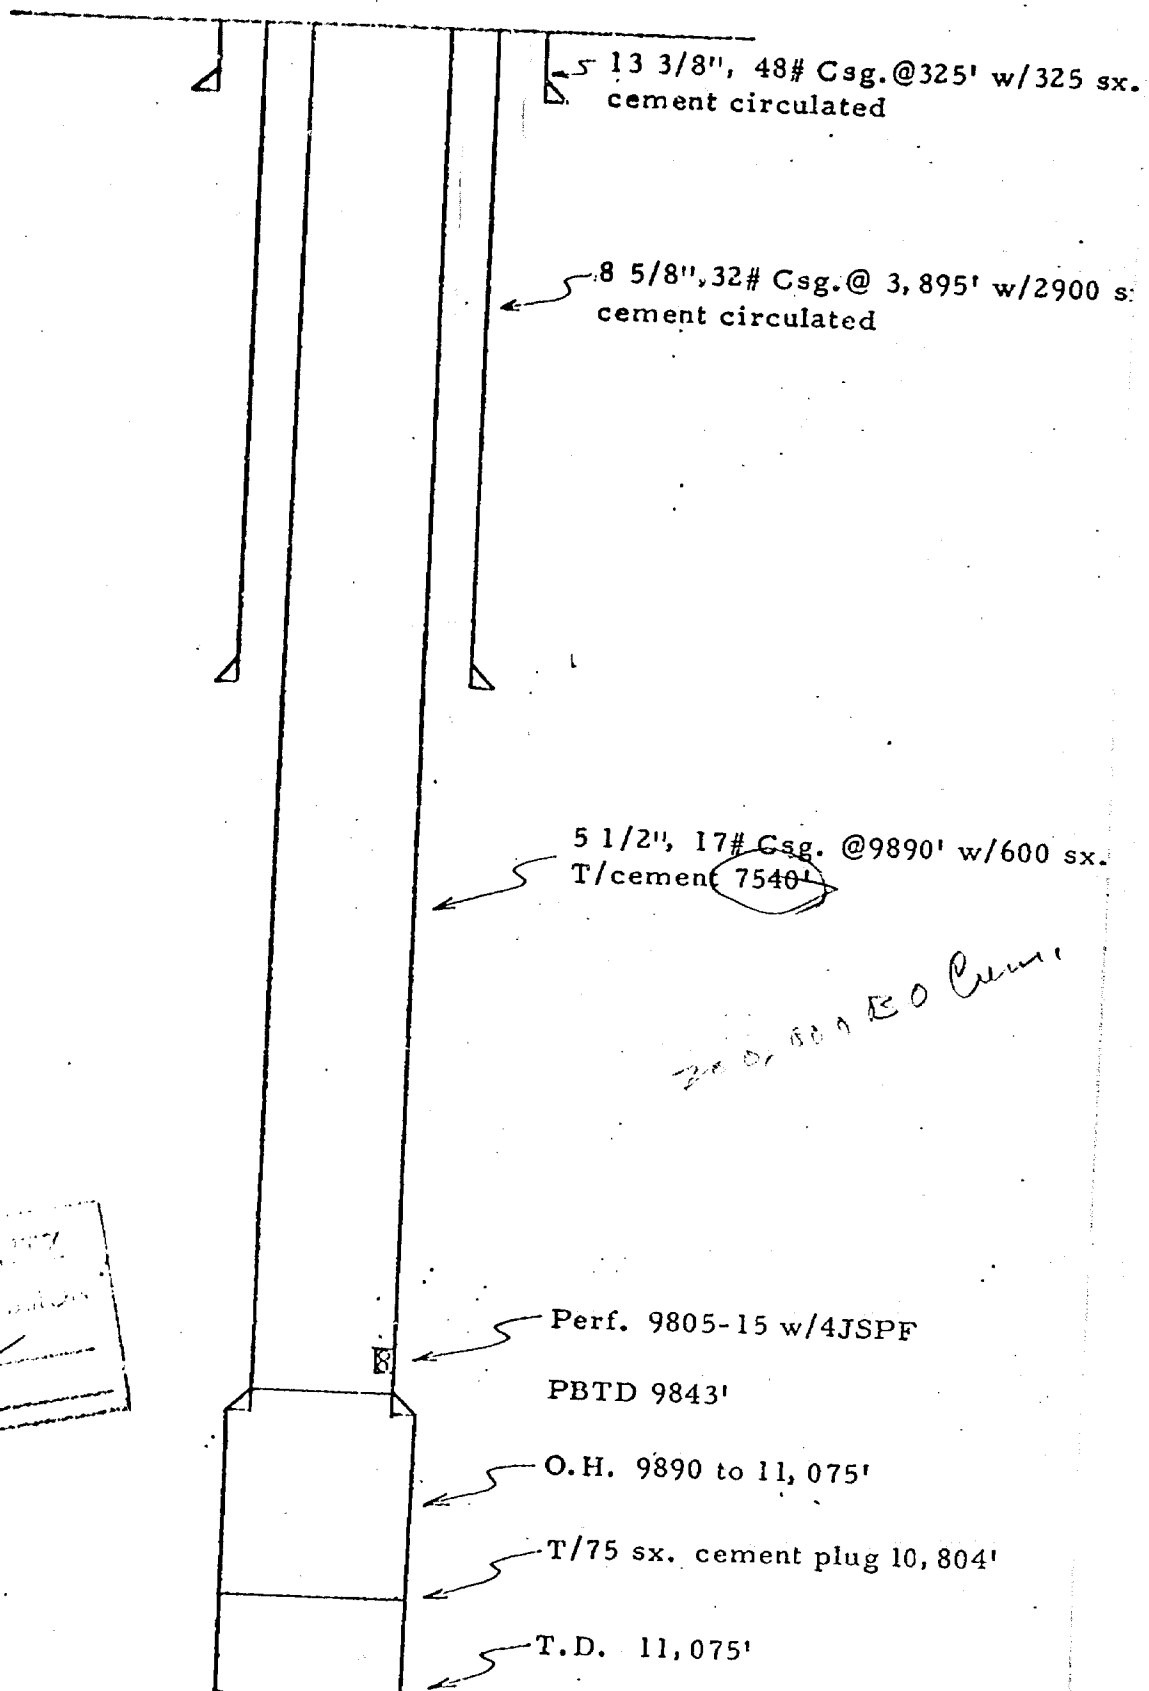 13 3/8", 48# Csg.@325' w/325 sx.
cement circulated
8 5/8", 32# Csg.@ 3,895' w/2900 s
cement circulated
5 1/2", 17# Csg. @9890' w/600 sx.
T/cement 7540'
BO Cum.
Perf. 9805-15 w/4JSPF
PBTD 9843'
O.H. 9890 to 11,075'
T/75 sx. cement plug 10,804'
T.D. 11,075'